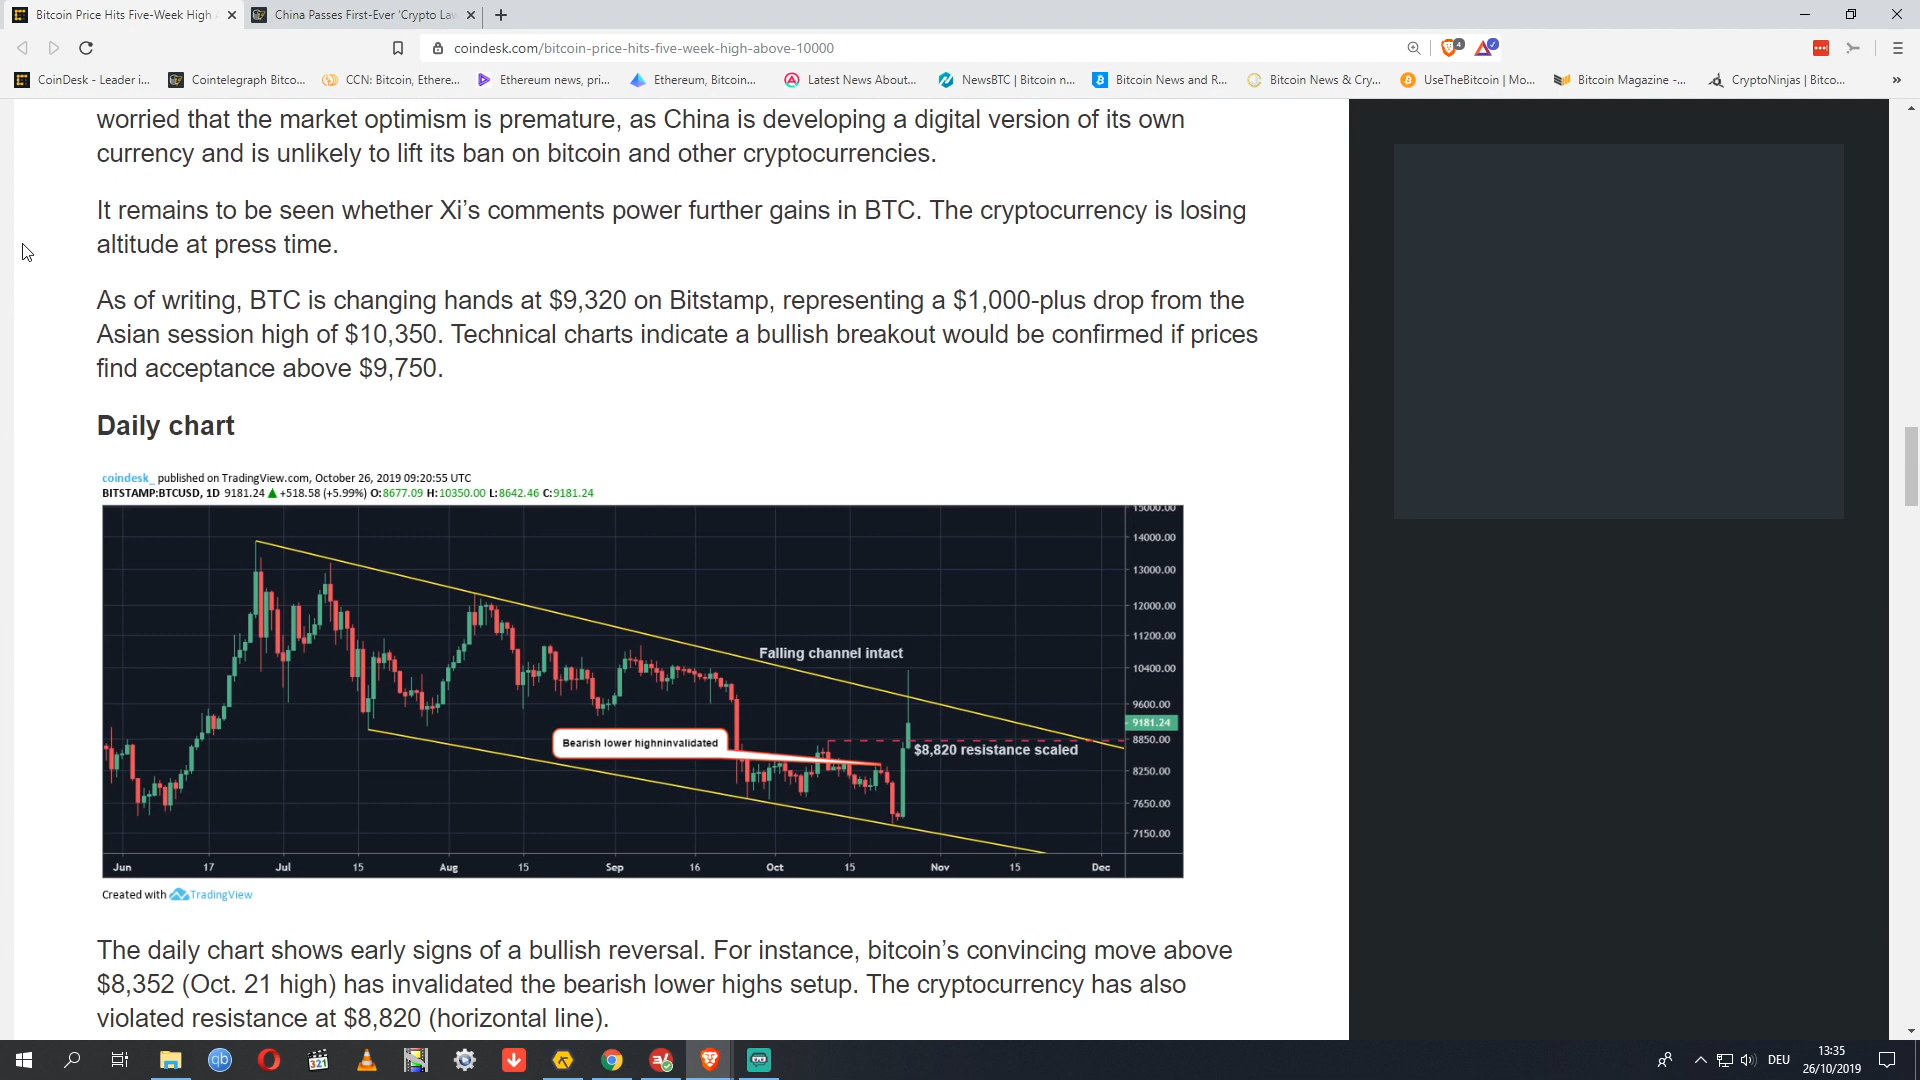 Bitcoin Price Hits Five-Week High
China Passes First-Ever 'Crypto La
coindesk.com/bitcoin-price-hits-five-week-high-above-10000
4
CoinDesk - Leader i...
Cointelegraph Bitco...
CCN: Bitcoin, Ethere...
Ethereum news, pri...
Ethereum, Bitcoin...
Latest News About...
NewsBTC | Bitcoin n...
Bitcoin News and R...
Bitcoin News & Cry...
UseTheBitcoin | Mo...
Bitcoin Magazine -...
CryptoNinjas | Bitco...
worried that the market optimism is premature, as China is developing a digital version of its own
currency and is unlikely to lift its ban on bitcoin and other cryptocurrencies.
It remains to be seen whether Xi's comments power further gains in BTC. The cryptocurrency is losing
altitude at press time.
As of writing, BTC is changing hands at $9,320 on Bitstamp, representing a $1,000-plus drop from the
Asian session high of $10,350. Technical charts indicate a bullish breakout would be confirmed if prices
find acceptance above $9,750.
Daily chart
coindesk_ published on TradingView.com, October 26, 2019 09:20:55 UTC
BITSTAMP:BTCUSD, 1D 9181.24 ▲ +518.58 (+5.99%) O:8677.09 H:10350.00 L:8642.46 C:9181.24
15000.00
14000.00
13000.00
12000.00
11200.00
Falling channel intact
10400.00
9600.00
9181.24
Bearish lower highninvalidated
8850.00
$8,820 resistance scaled
8250.00
7650.00
7150.00
Jun 17 Jul 15 Aug 15 Sep 16 Oct 15 Nov 15 Dec
Created with TradingView
The daily chart shows early signs of a bullish reversal. For instance, bitcoin's convincing move above
$8,352 (Oct. 21 high) has invalidated the bearish lower highs setup. The cryptocurrency has also
violated resistance at $8,820 (horizontal line).
qb
321
DEU
13:35
26/10/2019